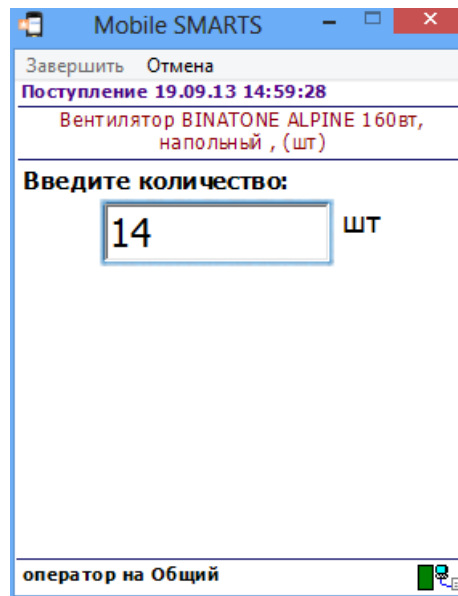 Mobile SMARTS
Завершить Отмена
Поступление 19.09.13 14:59:28
Вентилятор BINATONE ALPINE 160вт,
напольный , (шт)
Введите количество:
14 шт
оператор на Общий